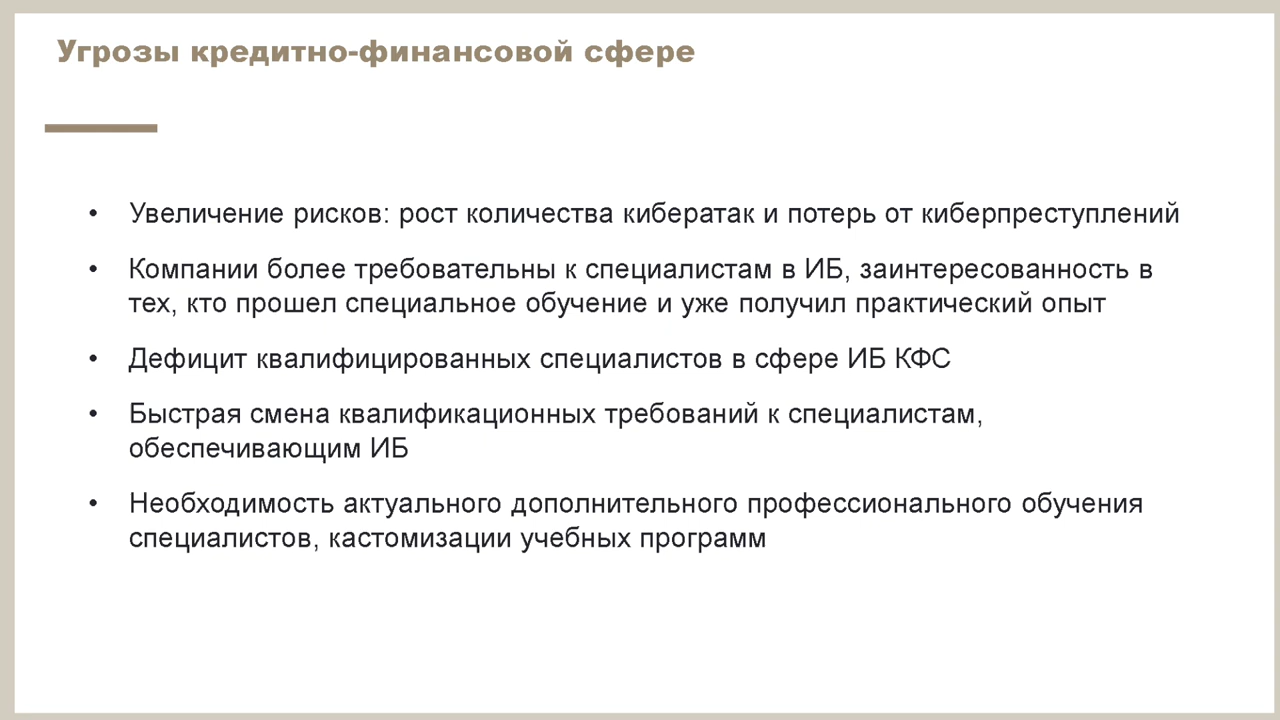 Угрозы кредитно-финансовой сфере
• Увеличение рисков: рост количества кибератак и потерь от киберпреступлений
• Компании более требовательны к специалистам в ИБ, заинтересованность в
тех, кто прошел специальное обучение и уже получил практический опыт
• Дефицит квалифицированных специалистов в сфере ИБ КФС
• Быстрая смена квалификационных требований к специалистам,
обеспечивающим ИБ
• Необходимость актуального дополнительного профессионального обучения
специалистов, кастомизации учебных программ